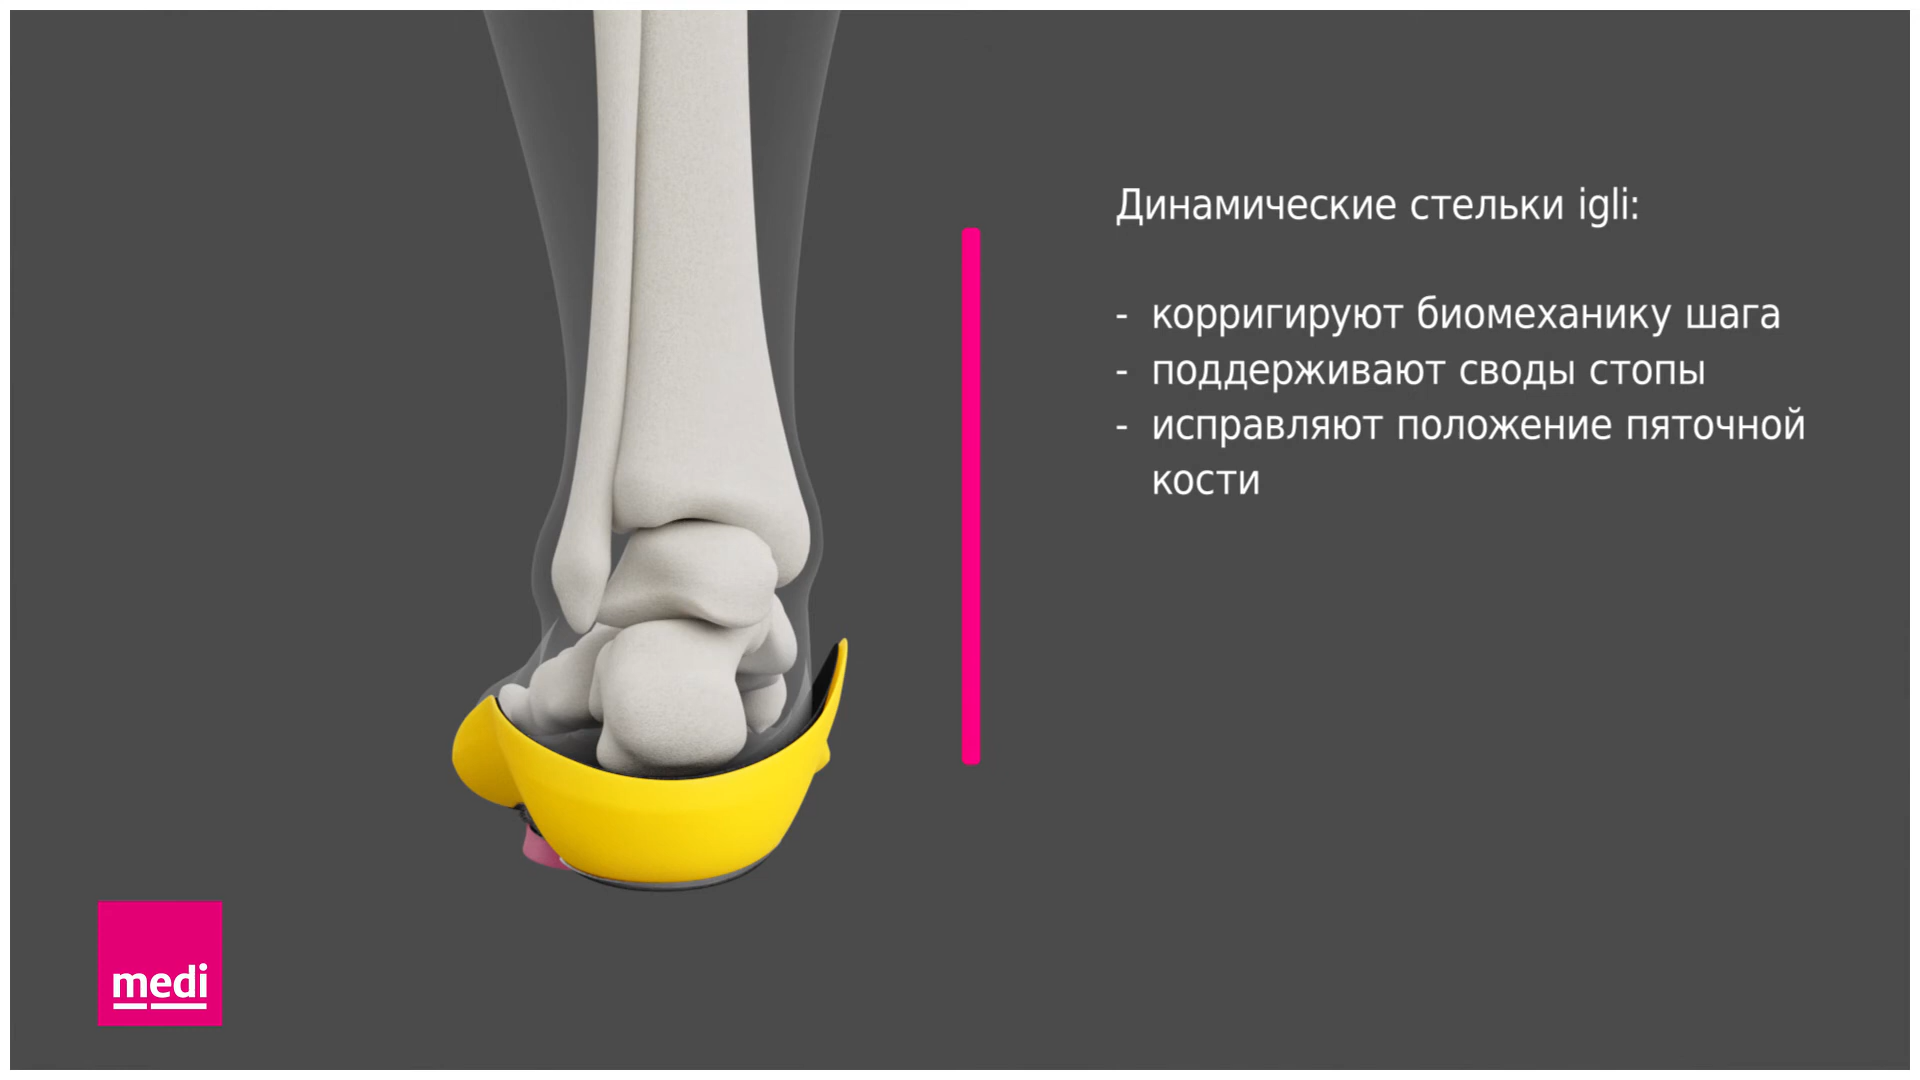 Динамические стельки igli:
- корригируют биомеханику шага
- поддерживают своды стопы
- исправляют положение пяточной
кости
medi